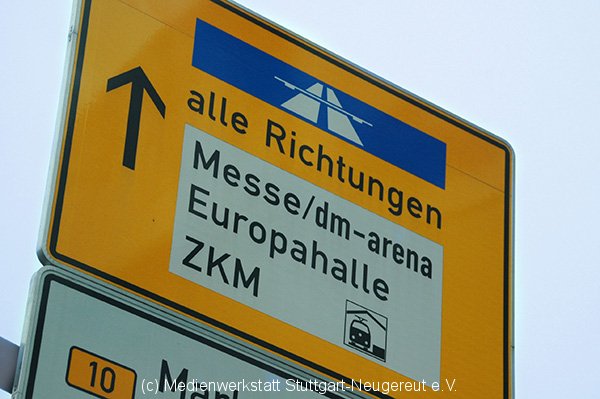 alle Richtungen
Messe/dm-arena
Europahalle
ZKM
10
(c) Medienwerkstatt Stuttgart-Neugereut e.V.